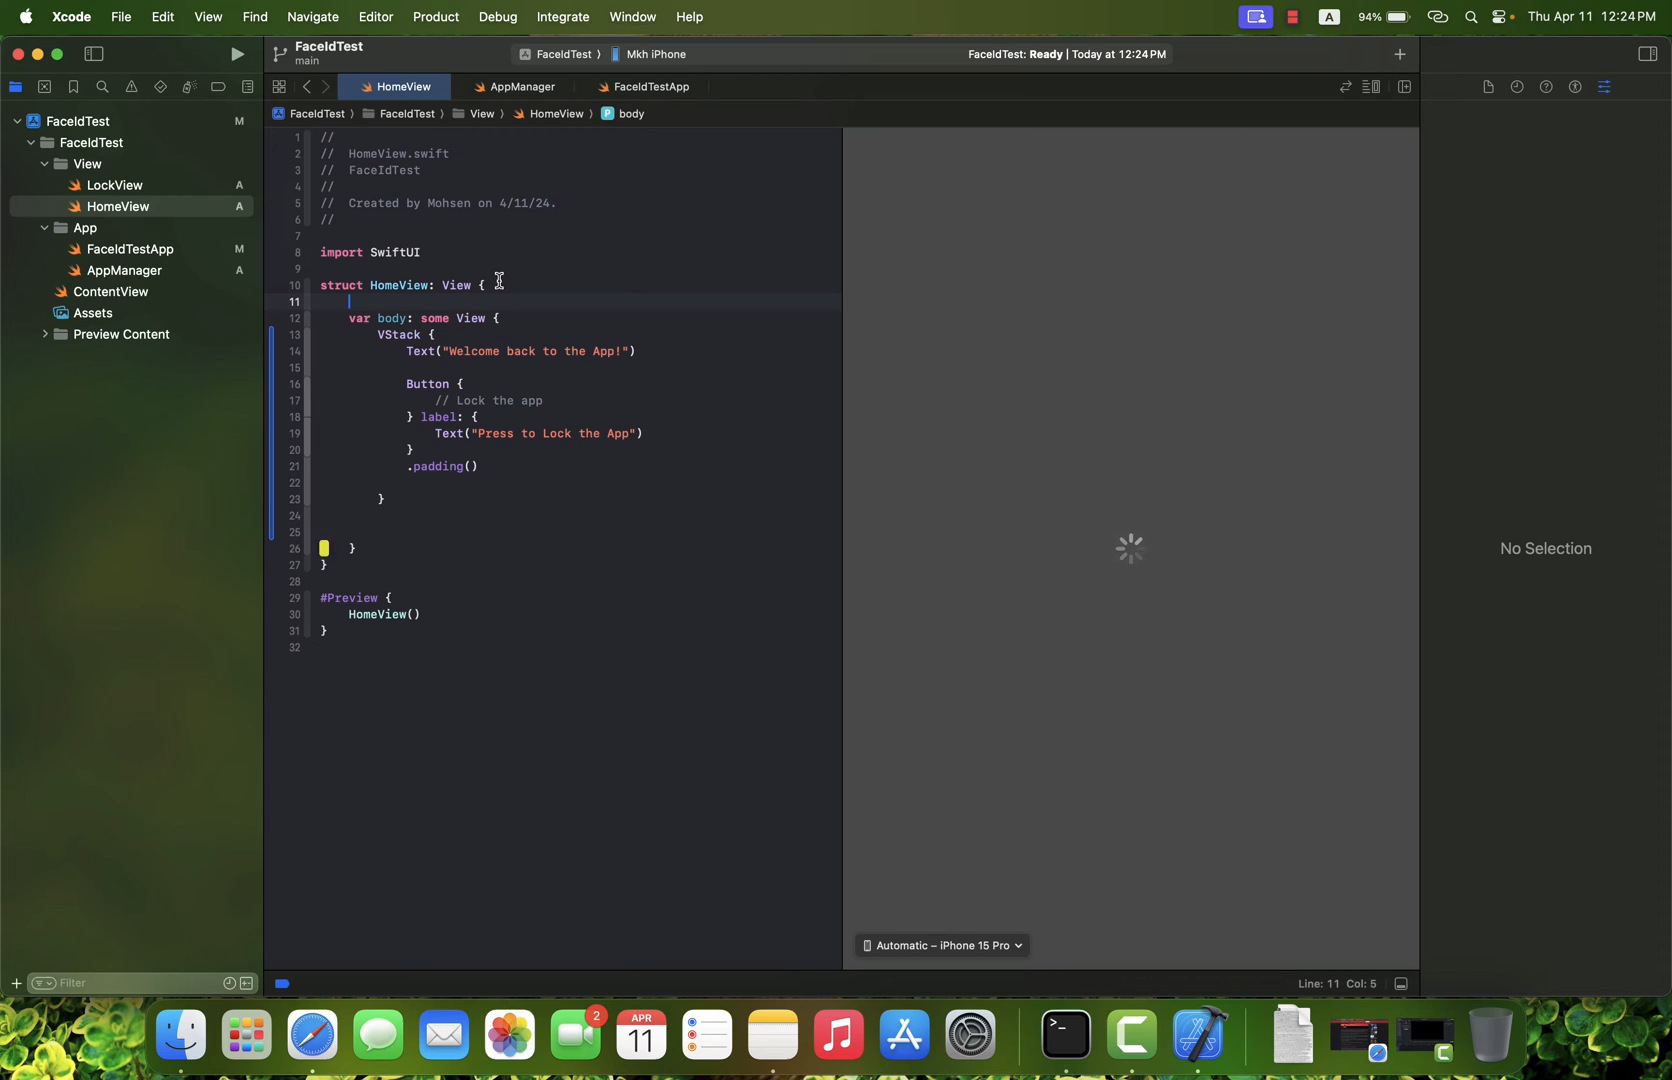 Xcode File Edit View Find Navigate Editor Product Debug Integrate Window Help
A 94% Thu Apr 11 12:24 PM
FaceIdTest
main
FaceIdTest 〉 Mkh iPhone
FaceIdTest: Ready | Today at 12:24 PM
HomeView AppManager FaceIdTestApp
FaceIdTest 〉 FaceIdTest 〉 View 〉 HomeView 〉 P body
FaceIdTest M
FaceIdTest
View
LockView A
HomeView A
App
FaceIdTestApp M
AppManager A
ContentView
Assets
Preview Content
1 //
2 // HomeView.swift
3 // FaceIdTest
4 //
5 // Created by Mohsen on 4/11/24.
6 //
7
8 import SwiftUI
9
10 struct HomeView: View {
11
12 var body: some View {
13 VStack {
14 Text("Welcome back to the App!")
15
16 Button {
17 // Lock the app
18 } label: {
19 Text("Press to Lock the App")
20 }
21 .padding()
22
23 }
24
25
26 }
27 }
28
29 #Preview {
30 HomeView()
31 }
32
No Selection
Automatic – iPhone 15 Pro
Filter
Line: 11 Col: 5
2
APR
11